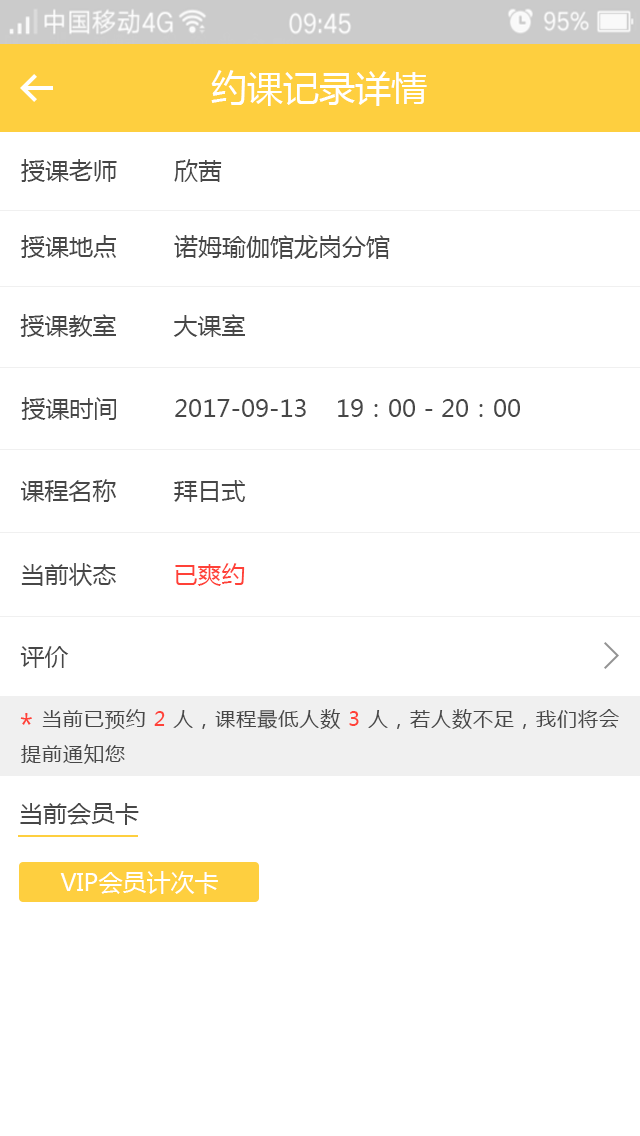 中国移动4G 09:45 95%
约课记录详情
授课老师 欣茜
授课地点 诺姆瑜伽馆龙岗分馆
授课教室 大课室
授课时间 2017-09-13 19：00 - 20：00
课程名称 拜日式
当前状态 已爽约
评价
* 当前已预约 2 人，课程最低人数 3 人，若人数不足，我们将会
提前通知您
当前会员卡
VIP会员计次卡